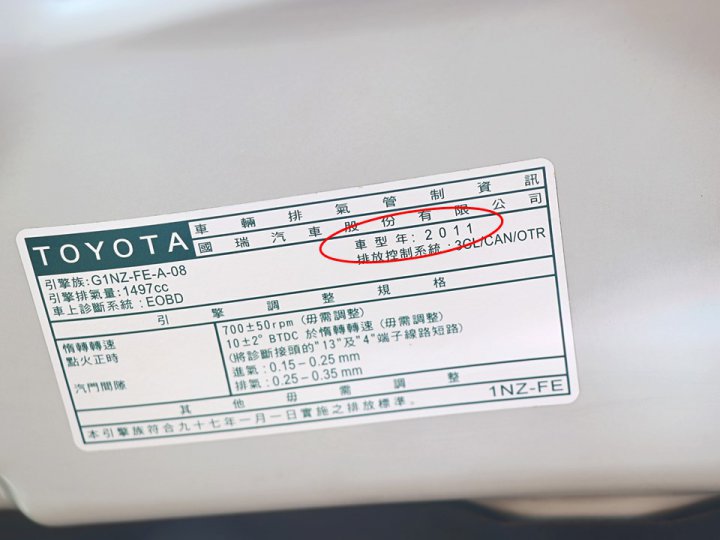 TOYOTA
車輛排氣管制資訊
國瑞汽車股份有限公司
引擎族:G1NZ-FE-A-08
車型年:2011
引擎排氣量:1497cc
排放控制系統:3GL/CAN/OTR
車上診斷系統:EOBD
引擎調整規格
惰轉轉速 700±50rpm (毋需調整)
點火正時 10±2° BTDC 於惰轉轉速 (毋需調整)
(將診斷接頭的"13"及"4"端子線路短路)
汽門間隙 進氣:0.15－0.25 mm
排氣:0.25－0.35 mm
其他毋需調整
本引擎族符合九十七年一月一日實施之排放標準。
1NZ-FE